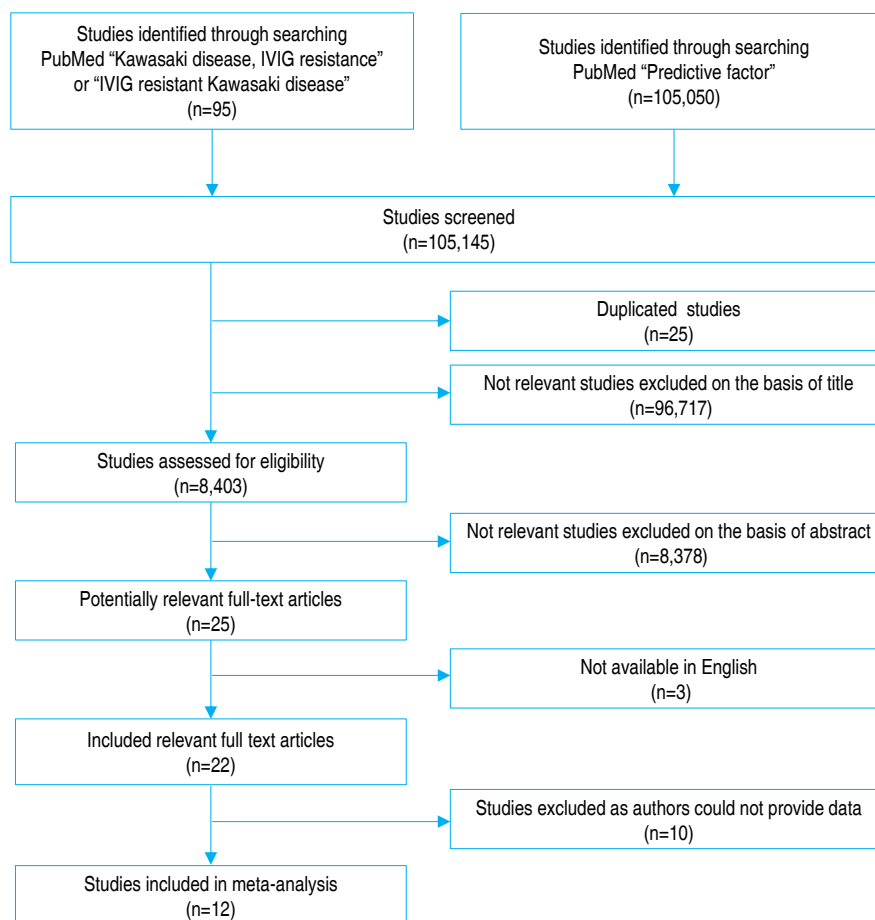 Studies identified through searching
PubMed “Kawasaki disease, IVIG resistance”
or “IVIG resistant Kawasaki disease”
(n=95)
Studies identified through searching
PubMed “Predictive factor”
(n=105,050)
Studies screened
(n=105,145)
Duplicated studies
(n=25)
Not relevant studies excluded on the basis of title
(n=96,717)
Studies assessed for eligibility
(n=8,403)
Not relevant studies excluded on the basis of abstract
(n=8,378)
Potentially relevant full-text articles
(n=25)
Not available in English
(n=3)
Included relevant full text articles
(n=22)
Studies excluded as authors could not provide data
(n=10)
Studies included in meta-analysis
(n=12)